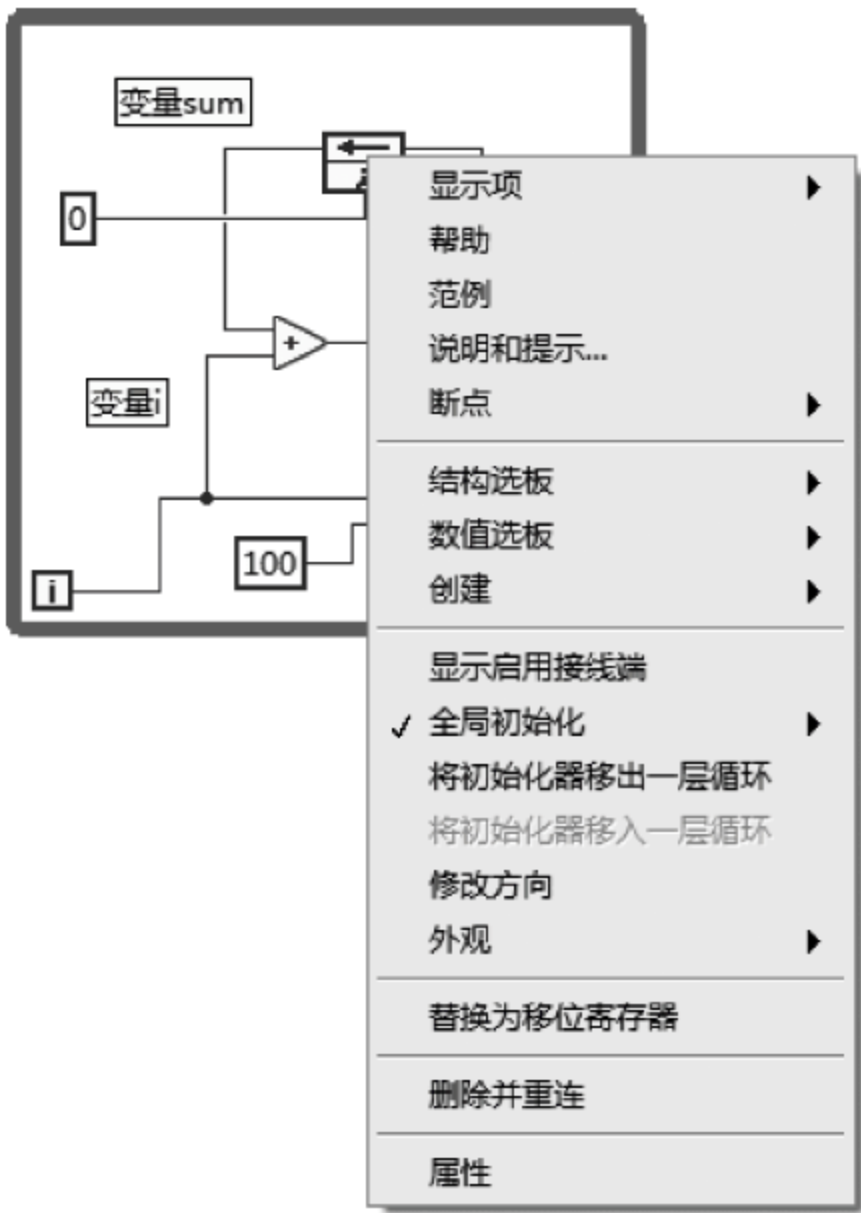 变量sum
0
+
变量i
100
i
显示项
帮助
范例
说明和提示...
断点
结构选板
数值选板
创建
显示启用接线端
全局初始化
将初始化器移出一层循环
将初始化器移入一层循环
修改方向
外观
替换为移位寄存器
删除并重连
属性